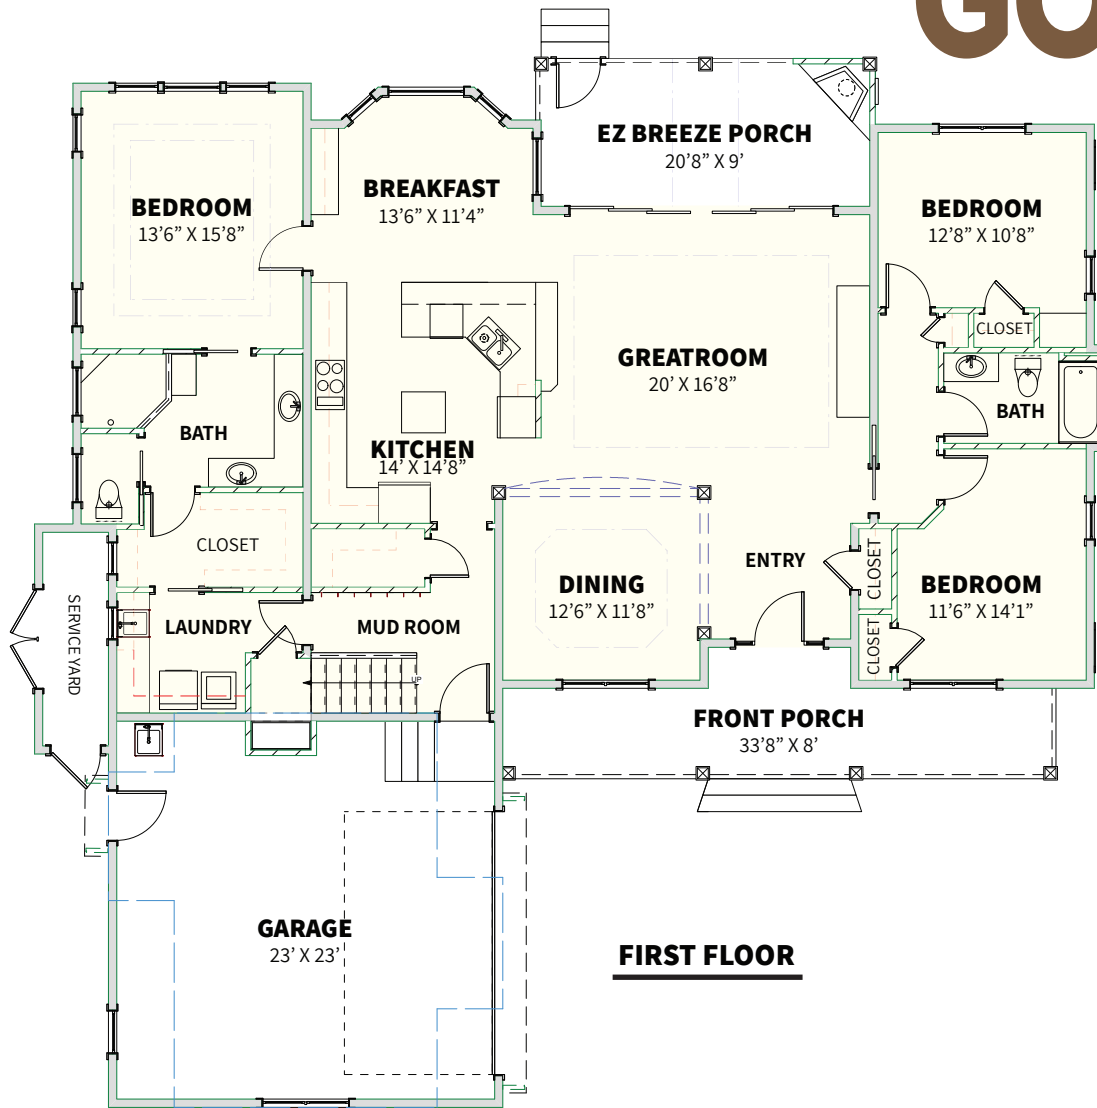 GO
EZ BREEZE PORCH
20’8” X 9’
BREAKFAST
13’6” X 11’4”
BEDROOM
13’6” X 15’8”
BEDROOM
12’8” X 10’8”
CLOSET
GREATROOM
20’ X 16’8”
BATH
BATH
KITCHEN
14’ X 14’8”
CLOSET
ENTRY
CLOSET
DINING
12’6” X 11’8”
BEDROOM
11’6” X 14’1”
SERVICE YARD
LAUNDRY
MUD ROOM
CLOSET
UP
FRONT PORCH
33’8” X 8’
GARAGE
23’ X 23’
FIRST FLOOR